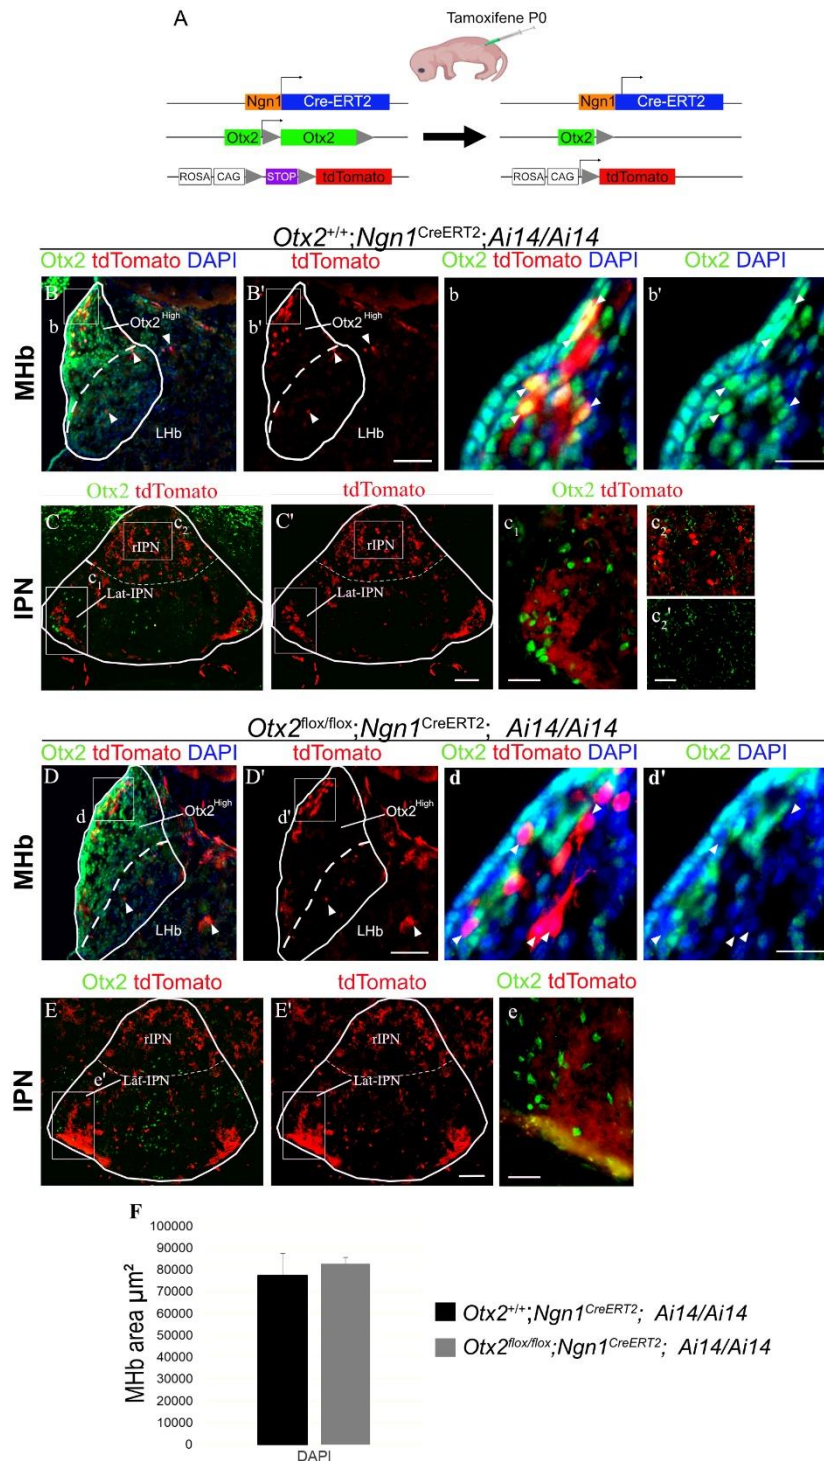 A
Tamoxifene P0
Ngn1 Cre-ERT2 Ngn1 Cre-ERT2
Otx2 Otx2 Otx2
ROSA CAG STOP tdTomato ROSA CAG tdTomato
Otx2+/+;Ngn1CreERT2;Ai14/Ai14
Otx2 tdTomato DAPI tdTomato Otx2 tdTomato DAPI Otx2 DAPI
MHb
B b Otx2High LHb
B' b' Otx2High LHb
b
b'
Otx2 tdTomato tdTomato Otx2 tdTomato
IPN
C c2 rIPN c1 Lat-IPN
C' rIPN Lat-IPN
c1
c2
c2'
Otx2flox/flox;Ngn1CreERT2; Ai14/Ai14
Otx2 tdTomato DAPI tdTomato Otx2 tdTomato DAPI Otx2 DAPI
MHb
D d Otx2High LHb
D' d' Otx2High LHb
d
d'
Otx2 tdTomato tdTomato Otx2 tdTomato
IPN
E rIPN e' Lat-IPN
E' rIPN Lat-IPN
e
F
MHb area µm²
100000
90000
80000
70000
60000
50000
40000
30000
20000
10000
0
DAPI
Otx2+/+;Ngn1CreERT2; Ai14/Ai14
Otx2flox/flox;Ngn1CreERT2; Ai14/Ai14